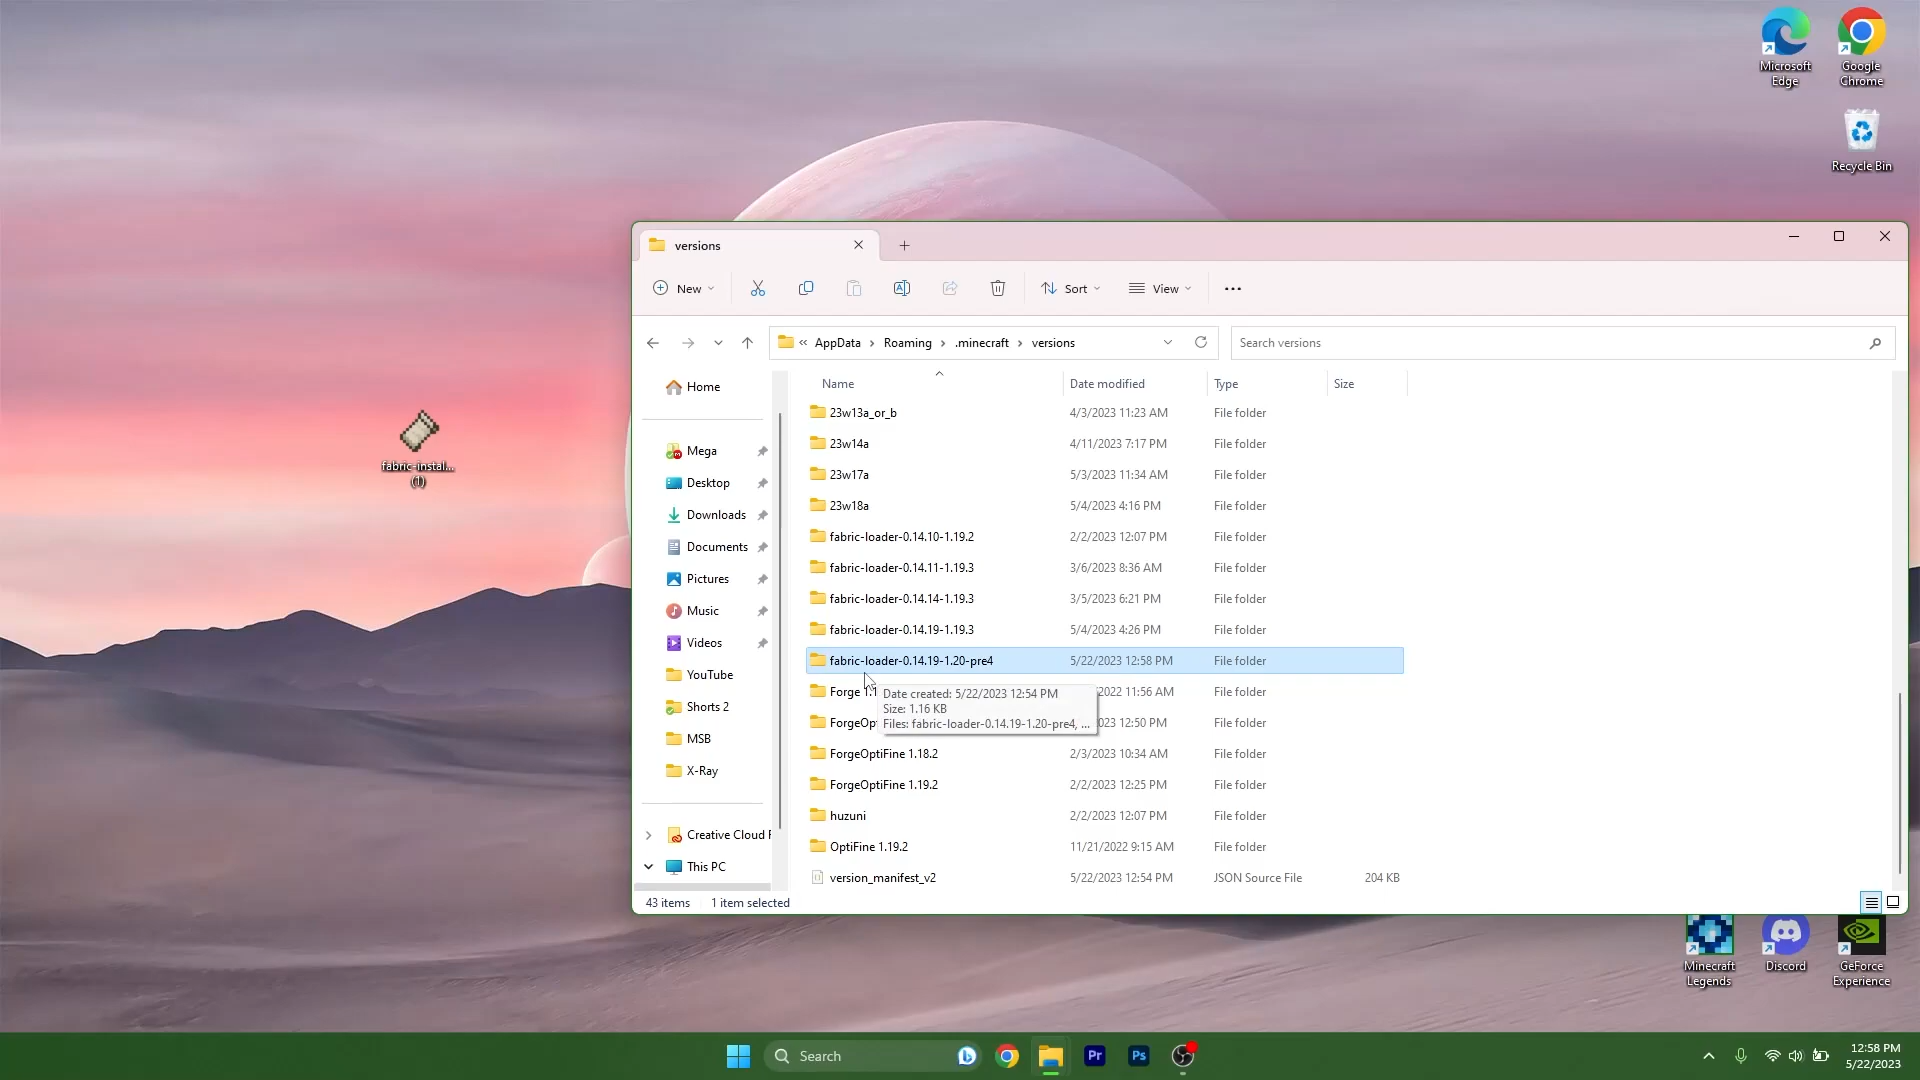 Microsoft
Edge
Google
Chrome
Recycle Bin
fabric-instal...
(1)
versions
New
Sort
View
AppData
Roaming
.minecraft
versions
Search versions
Name
Date modified
Type
Size
Home
Mega
Desktop
Downloads
Documents
Pictures
Music
Videos
YouTube
Shorts 2
MSB
X-Ray
Creative Cloud F
This PC
23w13a_or_b 4/3/2023 11:23 AM File folder
23w14a 4/11/2023 7:17 PM File folder
23w17a 5/3/2023 11:34 AM File folder
23w18a 5/4/2023 4:16 PM File folder
fabric-loader-0.14.10-1.19.2 2/2/2023 12:07 PM File folder
fabric-loader-0.14.11-1.19.3 3/6/2023 8:36 AM File folder
fabric-loader-0.14.14-1.19.3 3/5/2023 6:21 PM File folder
fabric-loader-0.14.19-1.19.3 5/4/2023 4:26 PM File folder
fabric-loader-0.14.19-1.20-pre4 5/22/2023 12:58 PM File folder
Forge 1.1 2022 11:56 AM File folder
ForgeOpt 023 12:50 PM File folder
Date created: 5/22/2023 12:54 PM
Size: 1.16 KB
Files: fabric-loader-0.14.19-1.20-pre4, ...
ForgeOptiFine 1.18.2 2/3/2023 10:34 AM File folder
ForgeOptiFine 1.19.2 2/2/2023 12:25 PM File folder
huzuni 2/2/2023 12:07 PM File folder
OptiFine 1.19.2 11/21/2022 9:15 AM File folder
version_manifest_v2 5/22/2023 12:54 PM JSON Source File 204 KB
43 items
1 item selected
Minecraft
Legends
Discord
GeForce
Experience
Search
Pr
Ps
12:58 PM
5/22/2023